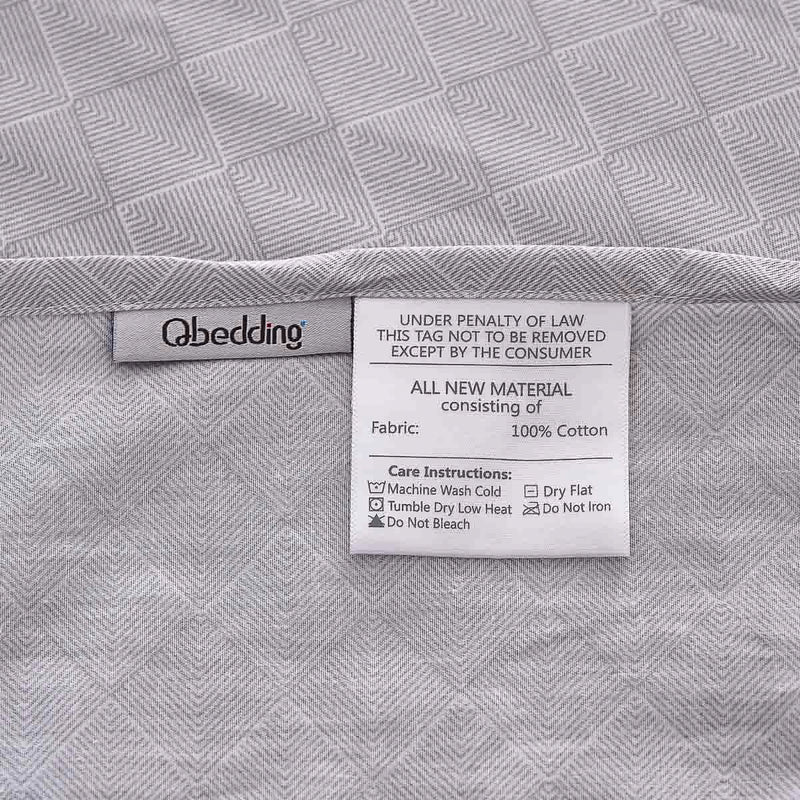 Qbedding
UNDER PENALTY OF LAW
THIS TAG NOT TO BE REMOVED
EXCEPT BY THE CONSUMER
ALL NEW MATERIAL
consisting of
Fabric: 100% Cotton
Care Instructions:
Machine Wash Cold Dry Flat
Tumble Dry Low Heat Do Not Iron
Do Not Bleach